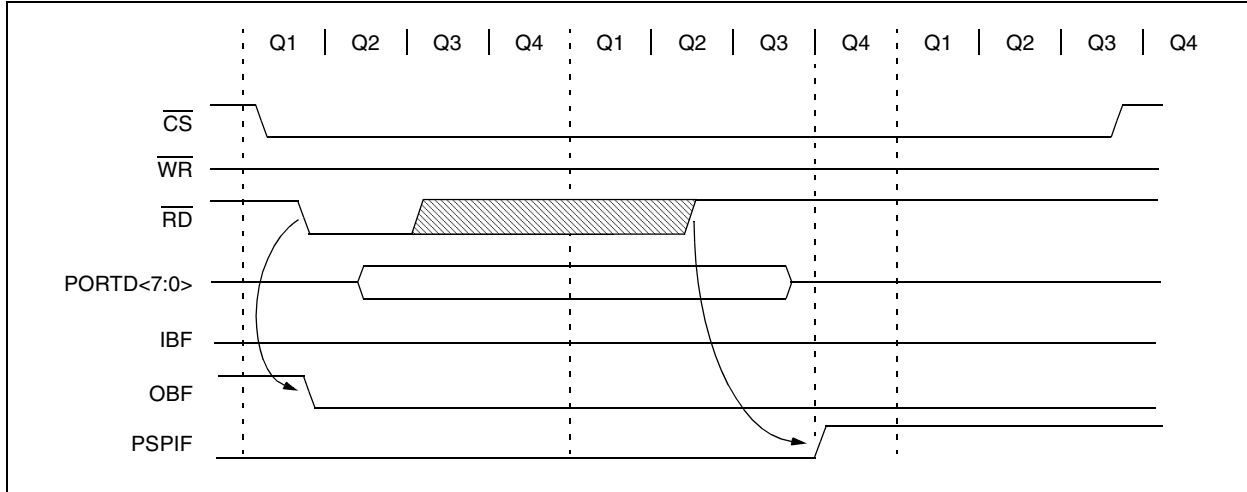 Q1 | Q2 | Q3 | Q4 Q1 | Q2 | Q3 | Q4 Q1 | Q2 | Q3 | Q4
CS
WR
RD
PORTD<7:0>
IBF
OBF
PSPIF